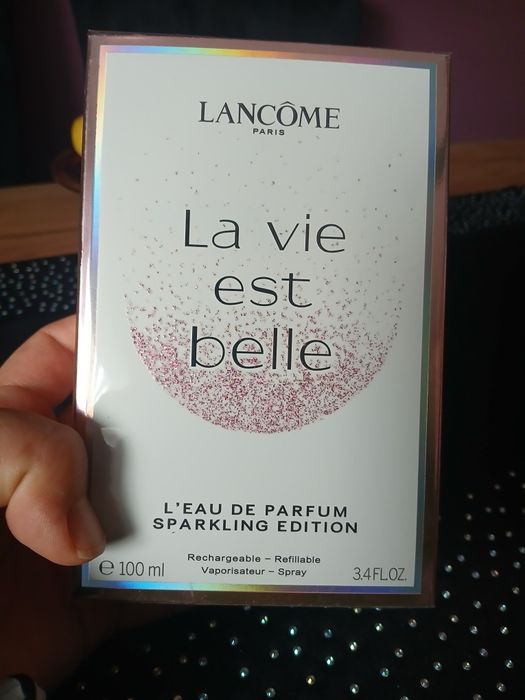 LANCÔME
PARIS
La vie
est
belle
L'EAU DE PARFUM
SPARKLING EDITION
Rechargeable – Refillable
Vaporisateur – Spray
℮ 100 ml
3.4 FL.OZ.